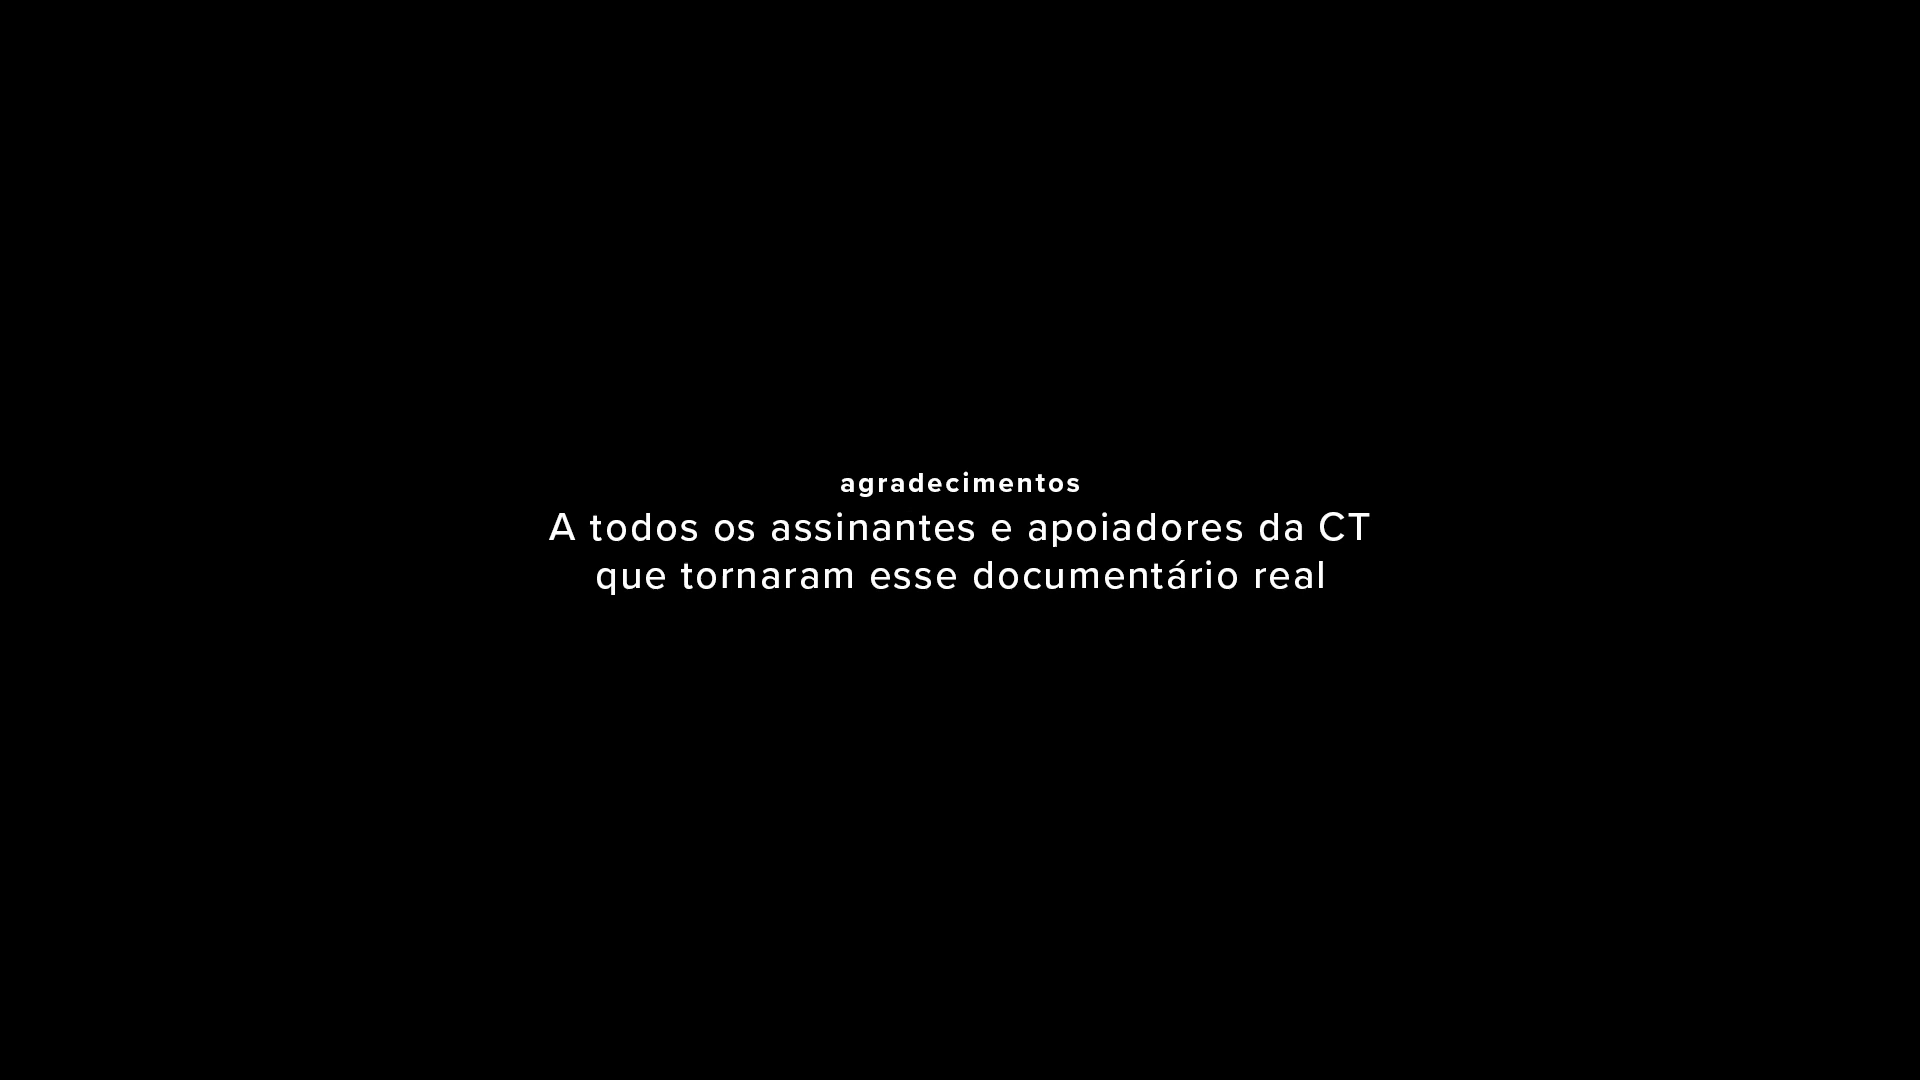 agradecimentos
A todos os assinantes e apoiadores da CT
que tornaram esse documentário real